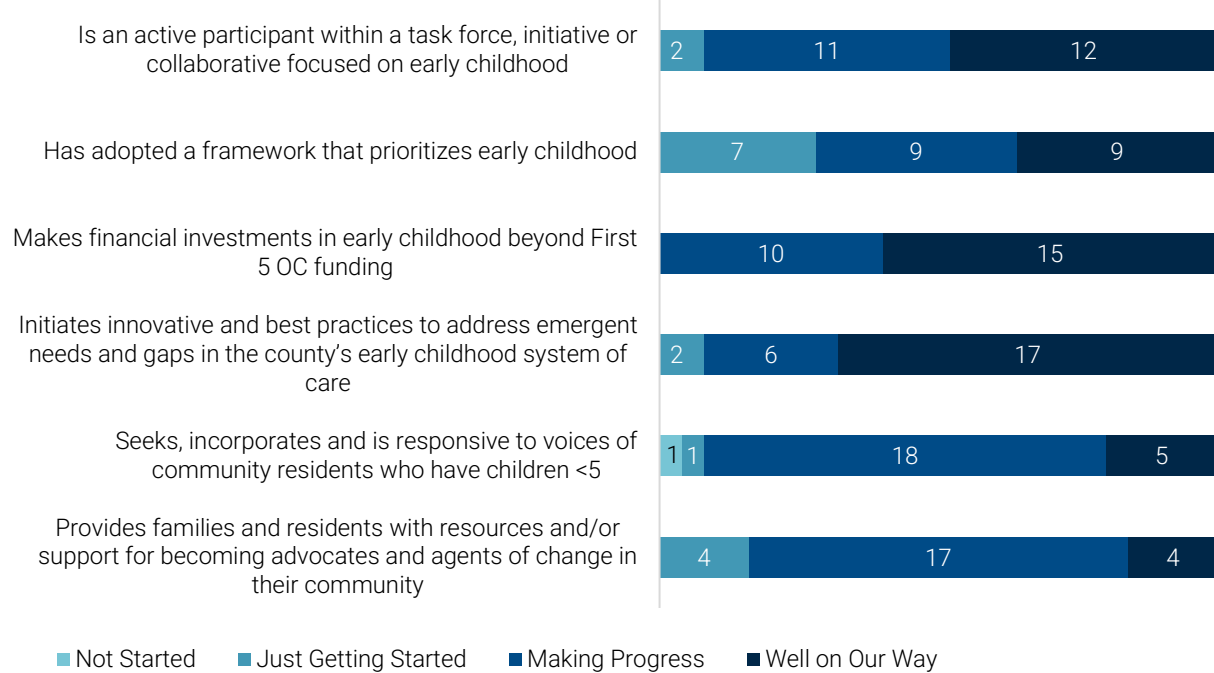 Is an active participant within a task force, initiative or
collaborative focused on early childhood
2 11 12
Has adopted a framework that prioritizes early childhood
7 9 9
Makes financial investments in early childhood beyond First
5 OC funding
10 15
Initiates innovative and best practices to address emergent
needs and gaps in the county’s early childhood system of
care
2 6 17
Seeks, incorporates and is responsive to voices of
community residents who have children <5
1 1 18 5
Provides families and residents with resources and/or
support for becoming advocates and agents of change in
their community
4 17 4
Not Started Just Getting Started Making Progress Well on Our Way